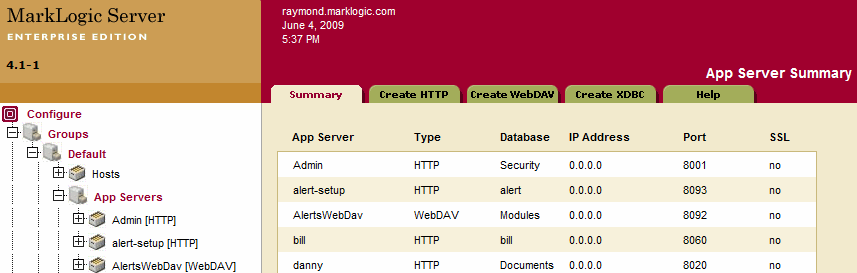 MarkLogic Server
ENTERPRISE EDITION
4.1-1
raymond.marklogic.com
June 4, 2009
5:37 PM
App Server Summary
Summary Create HTTP Create WebDAV Create XDBC Help
Configure
Groups
Default
Hosts
App Servers
Admin [HTTP]
alert-setup [HTTP]
AlertsWebDav [WebDAV]
App Server Type Database IP Address Port SSL
Admin HTTP Security 0.0.0.0 8001 no
alert-setup HTTP alert 0.0.0.0 8093 no
AlertsWebDav WebDAV Modules 0.0.0.0 8092 no
bill HTTP bill 0.0.0.0 8060 no
danny HTTP Documents 0.0.0.0 8020 no